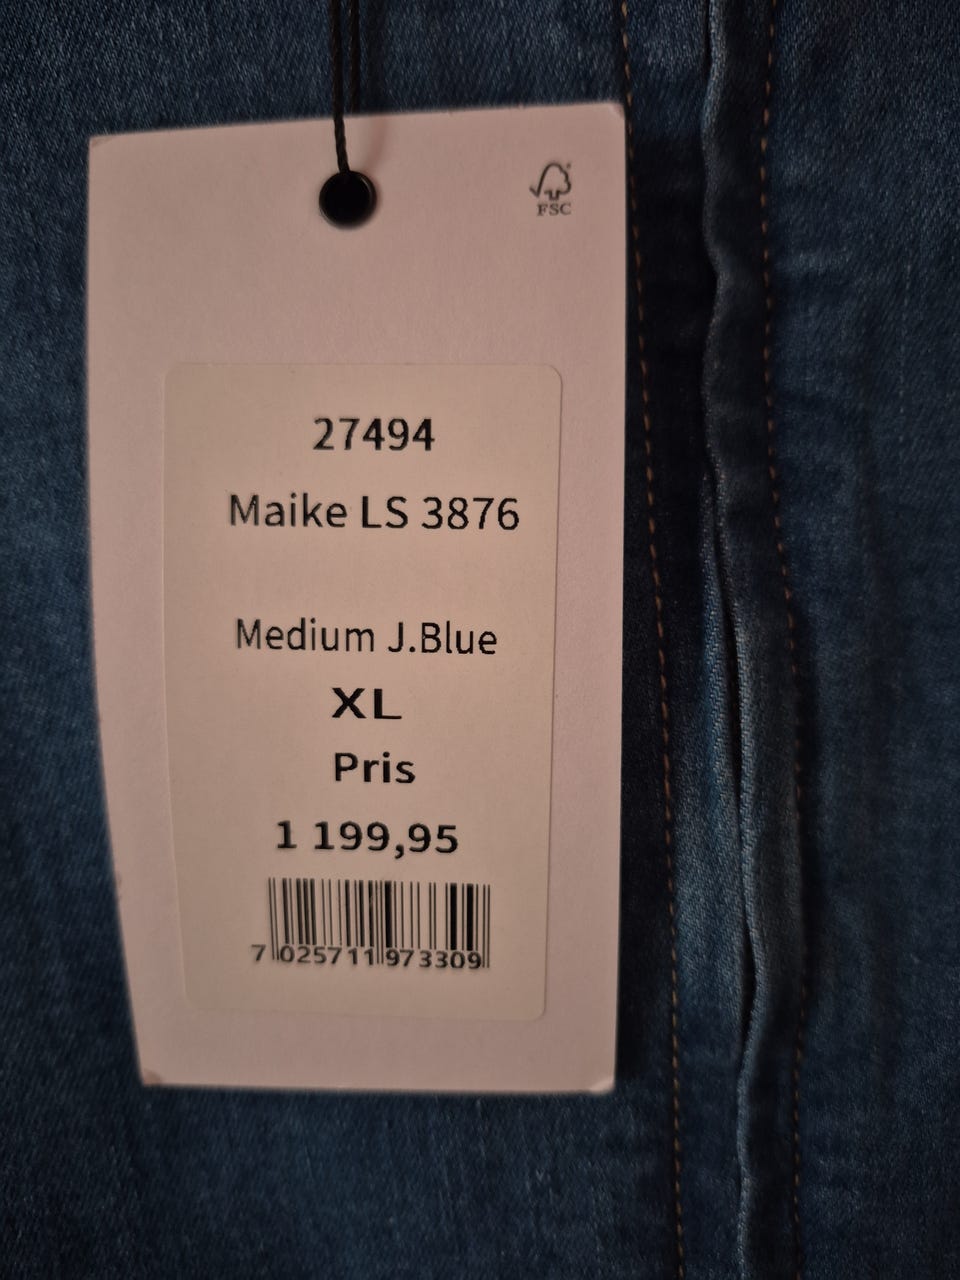 FSC
27494
Maike LS 3876
Medium J.Blue
XL
Pris
1 199,95
7 025711 973309